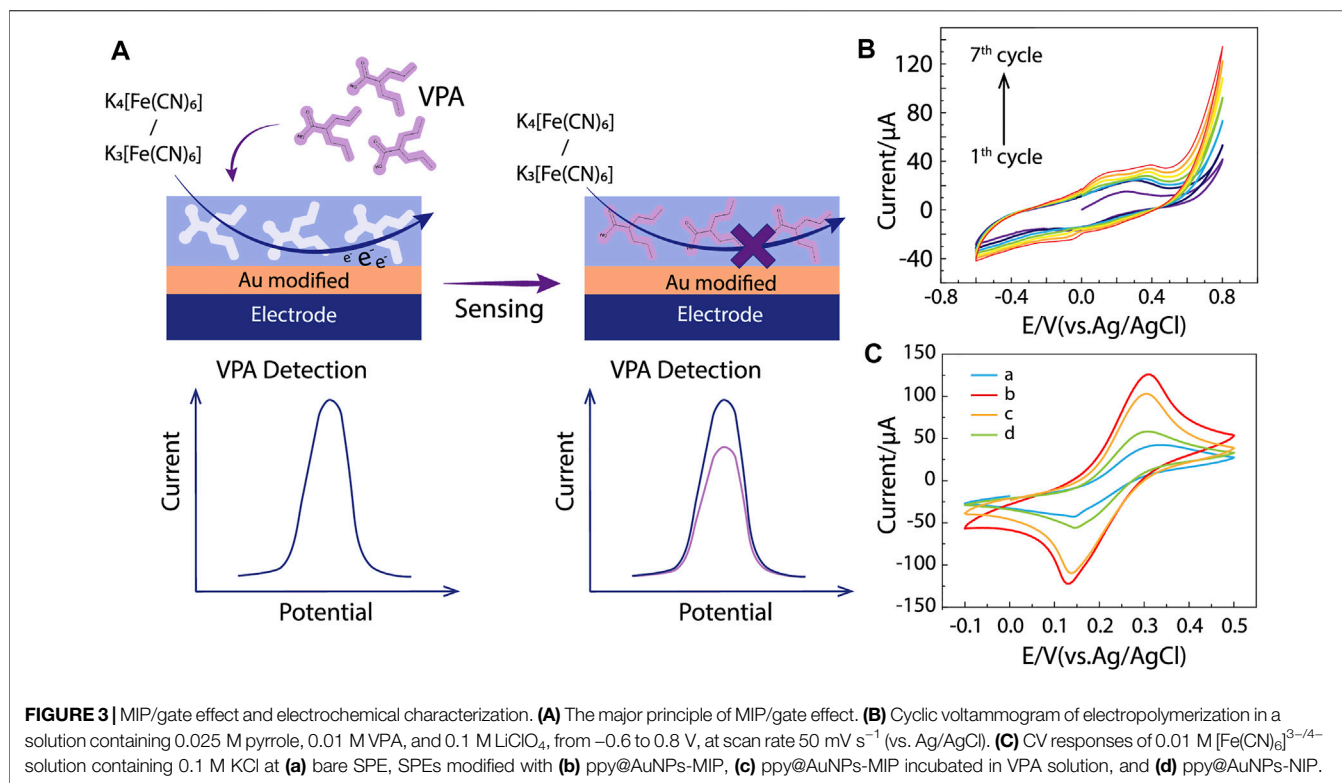 A
K₄[Fe(CN)₆]
/
K₃[Fe(CN)₆]
VPA
K₄[Fe(CN)₆]
/
K₃[Fe(CN)₆]
e⁻ e⁻ e⁻
Au modified
Electrode
Sensing
Au modified
Electrode
VPA Detection
Current
Potential
VPA Detection
Current
Potential
B
7th cycle
1th cycle
Current/μA
120
80
40
0
-40
-0.8 -0.4 0.0 0.4 0.8
E/V(vs.Ag/AgCl)
C
a
b
c
d
Current/μA
150
100
50
0
-50
-100
-150
-0.1 0.0 0.1 0.2 0.3 0.4 0.5
E/V(vs.Ag/AgCl)
FIGURE 3 | MIP/gate effect and electrochemical characterization. (A) The major principle of MIP/gate effect. (B) Cyclic voltammogram of electropolymerization in a
solution containing 0.025 M pyrrole, 0.01 M VPA, and 0.1 M LiClO₄, from −0.6 to 0.8 V, at scan rate 50 mV s⁻¹ (vs. Ag/AgCl). (C) CV responses of 0.01 M [Fe(CN)₆]³⁻/⁴⁻
solution containing 0.1 M KCl at (a) bare SPE, SPEs modified with (b) ppy@AuNPs-MIP, (c) ppy@AuNPs-MIP incubated in VPA solution, and (d) ppy@AuNPs-NIP.